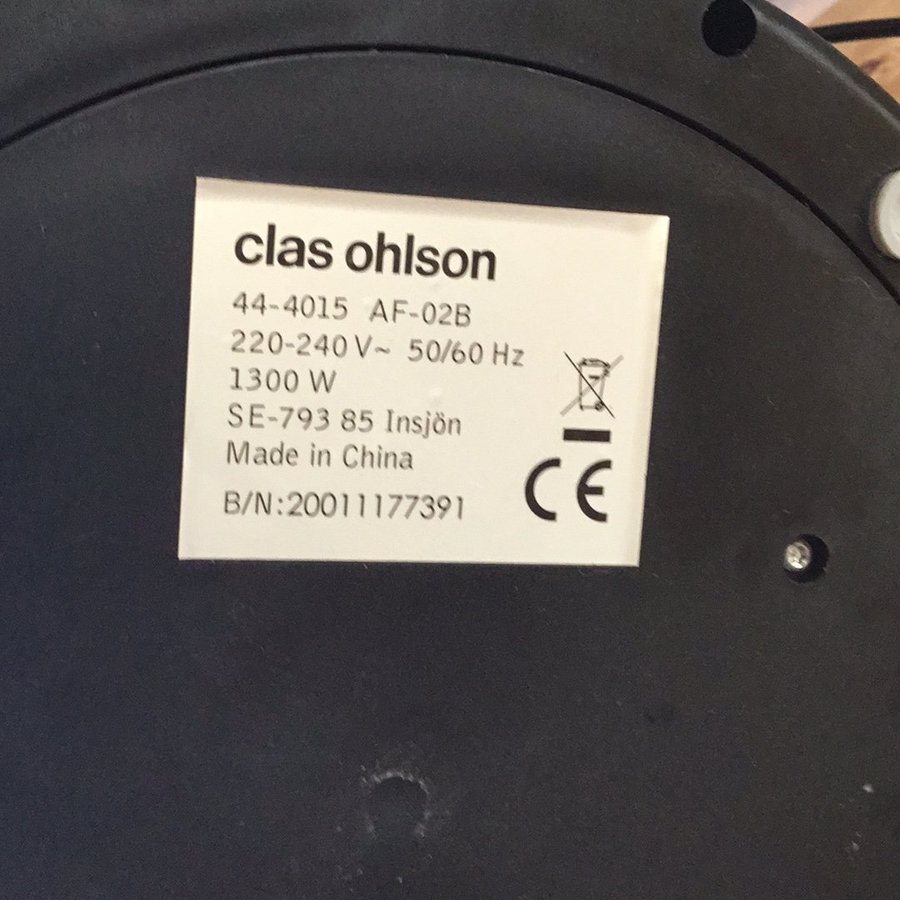 clas ohlson
44-4015 AF-02B
220-240 V~ 50/60 Hz
1300 W
SE-793 85 Insjön
Made in China
B/N:20011177391
CE